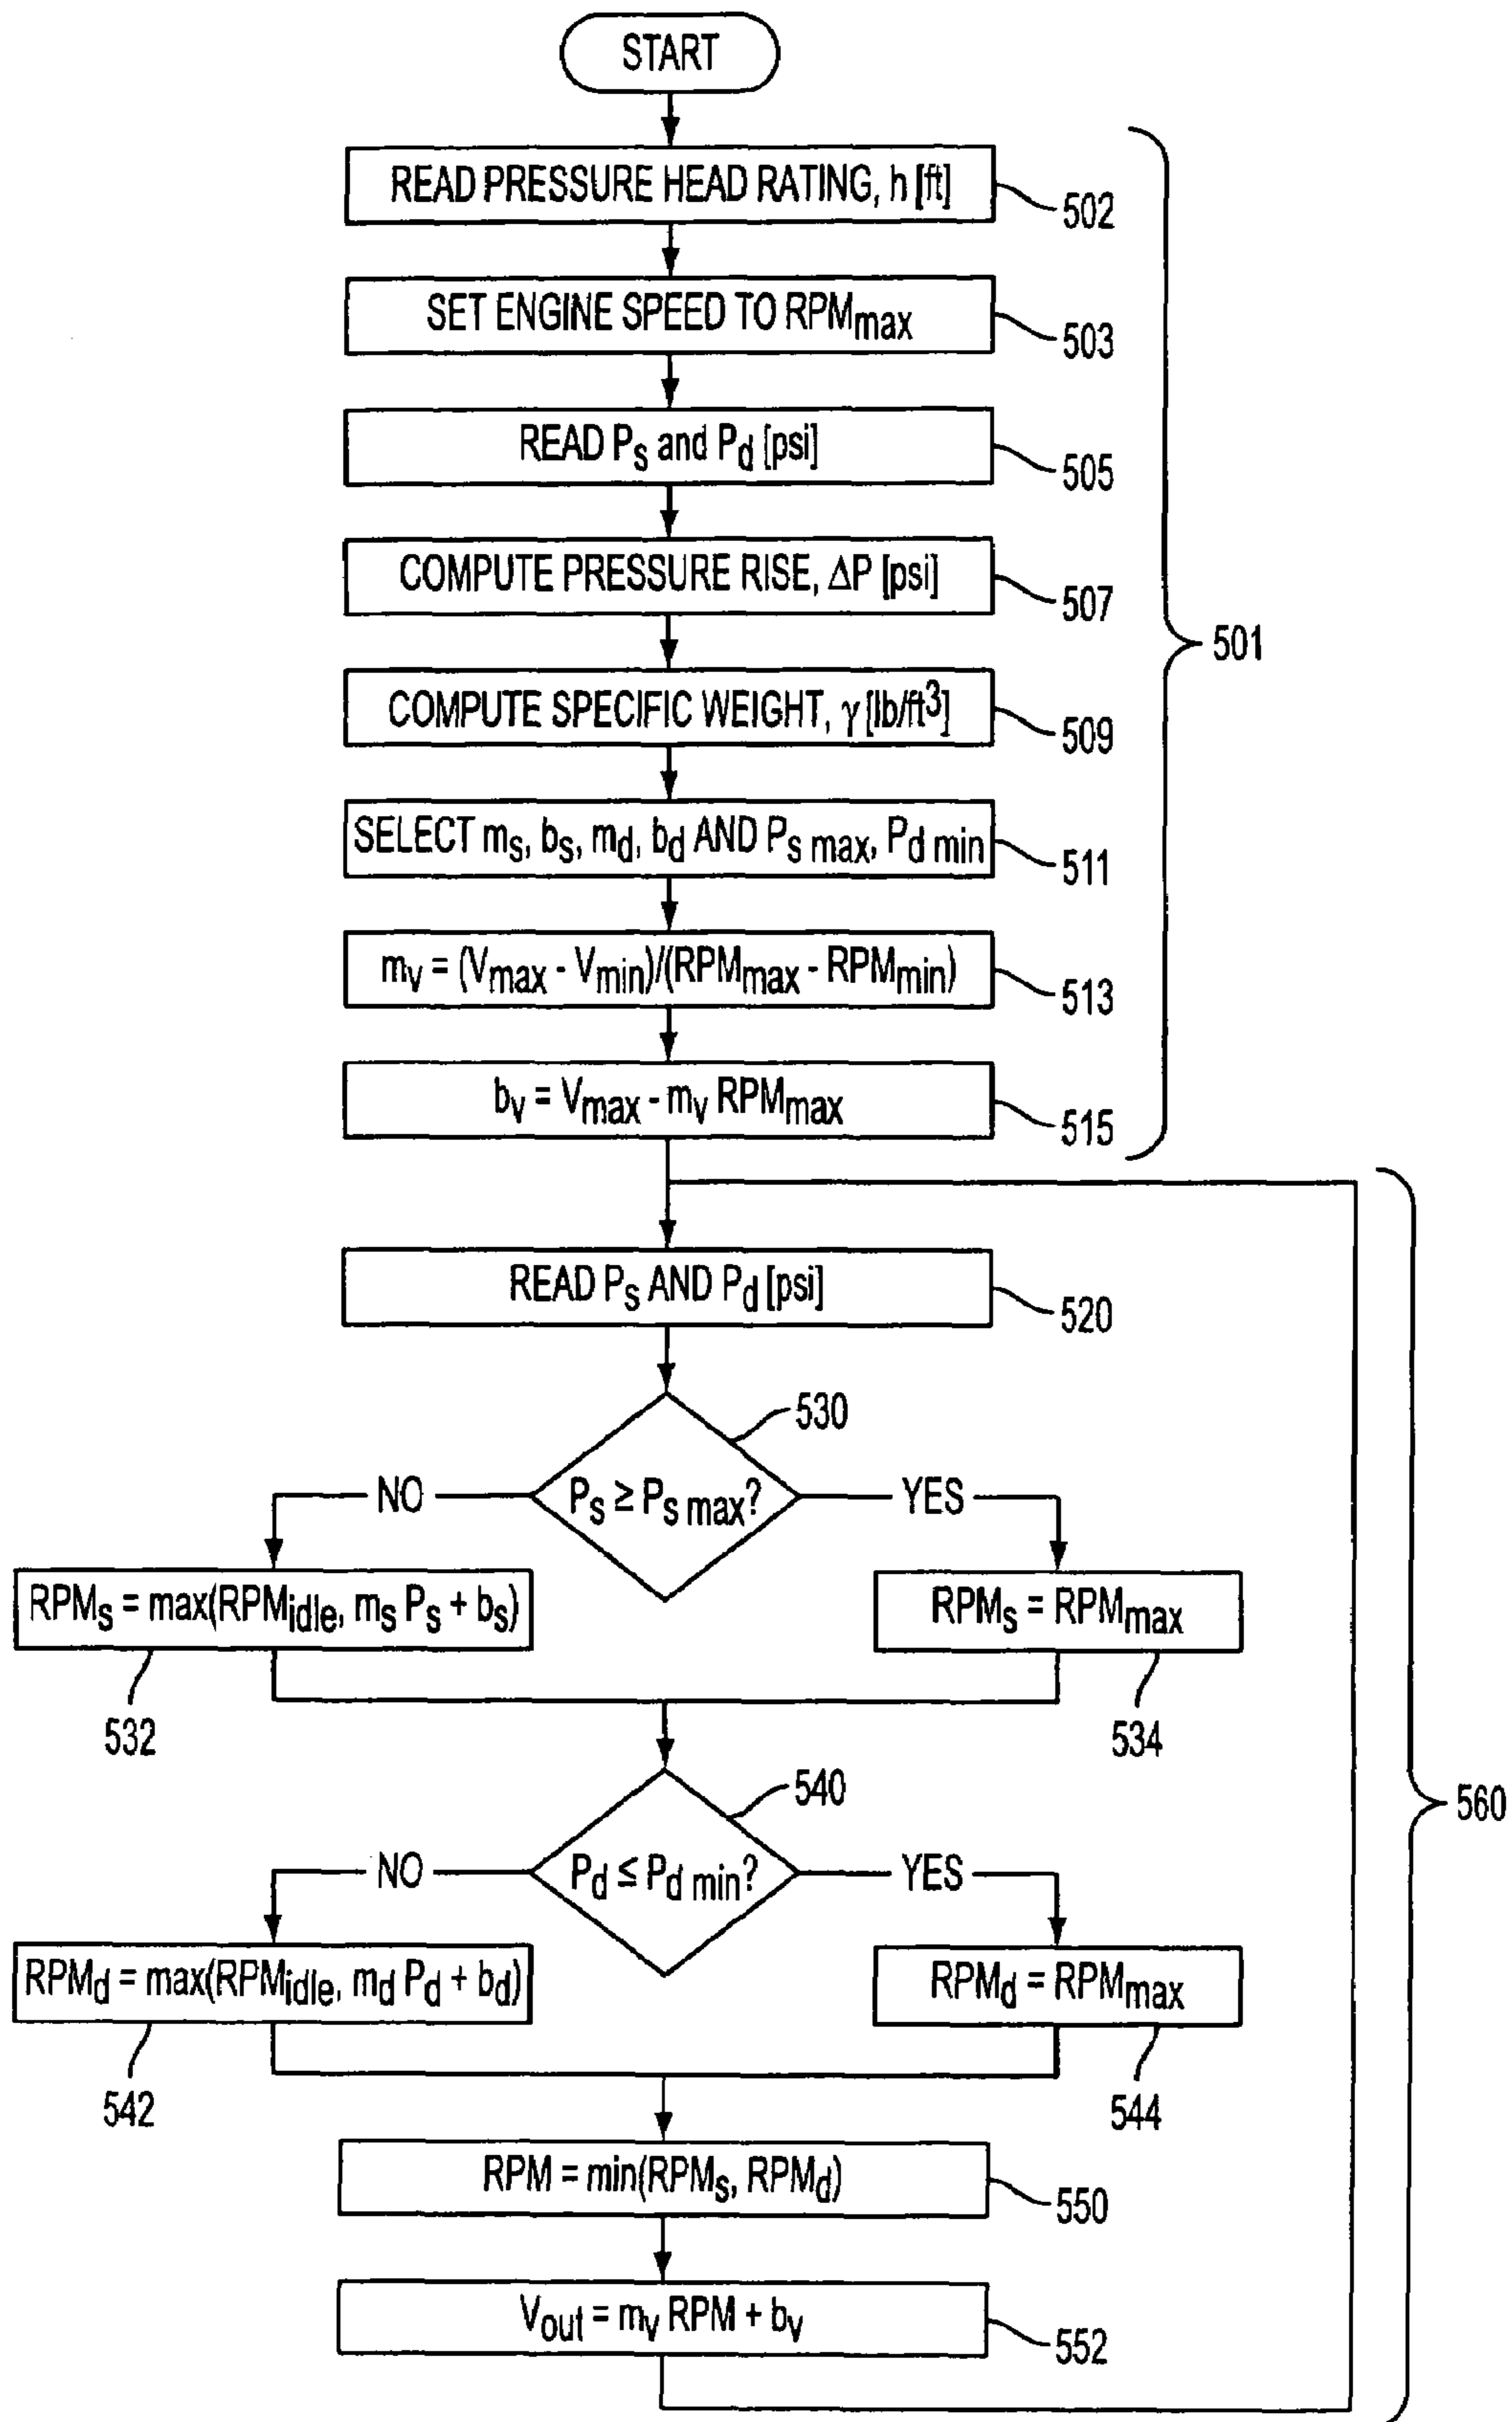 START
READ PRESSURE HEAD RATING, h [ft]
502
SET ENGINE SPEED TO RPMmax
503
READ Ps and Pd [psi]
505
COMPUTE PRESSURE RISE, ΔP [psi]
507
501
COMPUTE SPECIFIC WEIGHT, γ [lb/ft³]
509
SELECT ms, bs, md, bd AND Ps max, Pd min
511
mv = (Vmax - Vmin)/(RPMmax - RPMmin)
513
bv = Vmax - mv RPMmax
515
READ Ps AND Pd [psi]
520
530
NO
Ps ≥ Ps max?
YES
RPMs = max(RPMidle, ms Ps + bs)
RPMs = RPMmax
532
534
540
560
NO
Pd ≤ Pd min?
YES
RPMd = max(RPMidle, md Pd + bd)
RPMd = RPMmax
542
544
RPM = min(RPMs, RPMd)
550
Vout = mv RPM + bv
552